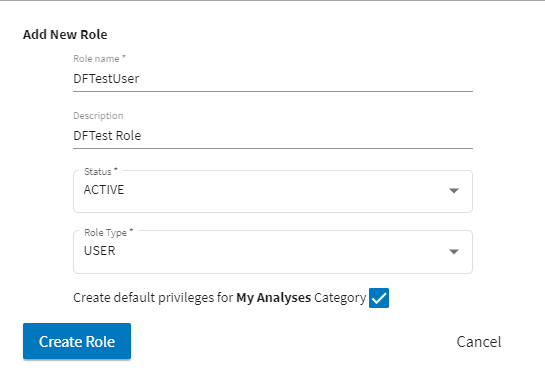 Add New Role
Role name *
DFTestUser
Description
DFTest Role
Status *
ACTIVE
Role Type *
USER
Create default privileges for My Analyses Category
Create Role
Cancel